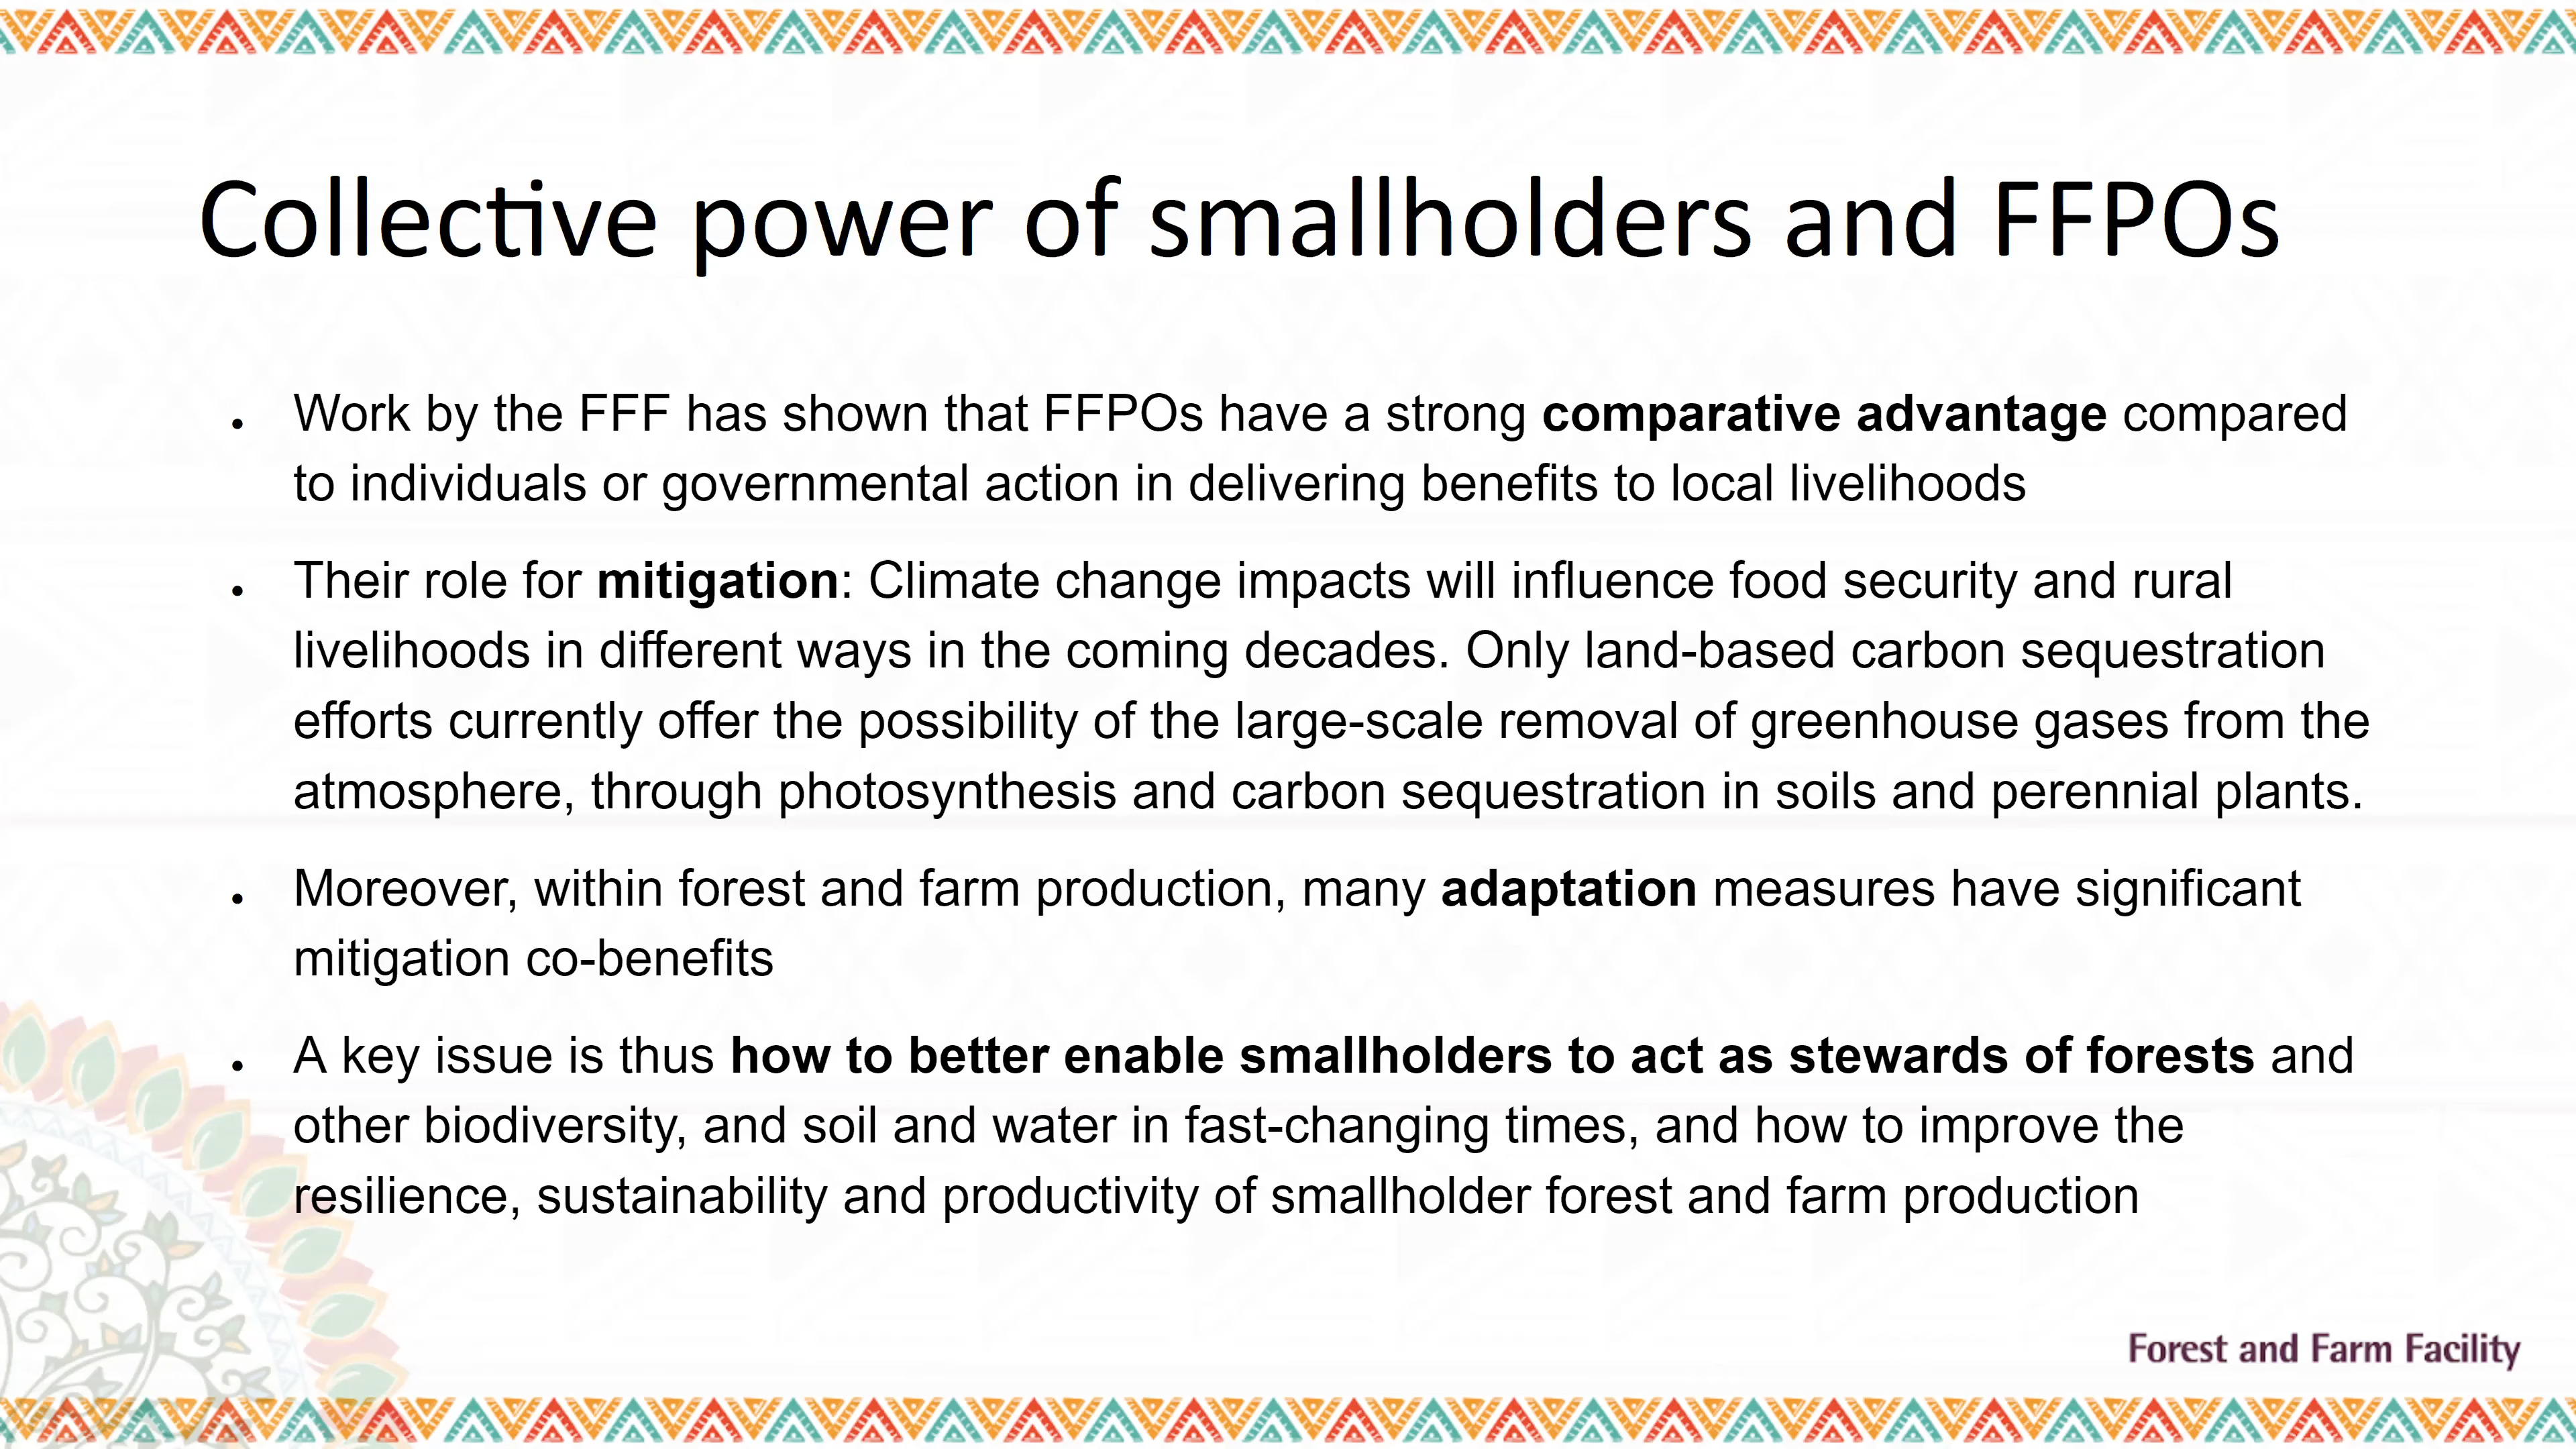 Collective power of smallholders and FFPOs
• Work by the FFF has shown that FFPOs have a strong comparative advantage compared
to individuals or governmental action in delivering benefits to local livelihoods
• Their role for mitigation: Climate change impacts will influence food security and rural
livelihoods in different ways in the coming decades. Only land-based carbon sequestration
efforts currently offer the possibility of the large-scale removal of greenhouse gases from the
atmosphere, through photosynthesis and carbon sequestration in soils and perennial plants.
• Moreover, within forest and farm production, many adaptation measures have significant
mitigation co-benefits
• A key issue is thus how to better enable smallholders to act as stewards of forests and
other biodiversity, and soil and water in fast-changing times, and how to improve the
resilience, sustainability and productivity of smallholder forest and farm production
Forest and Farm Facility